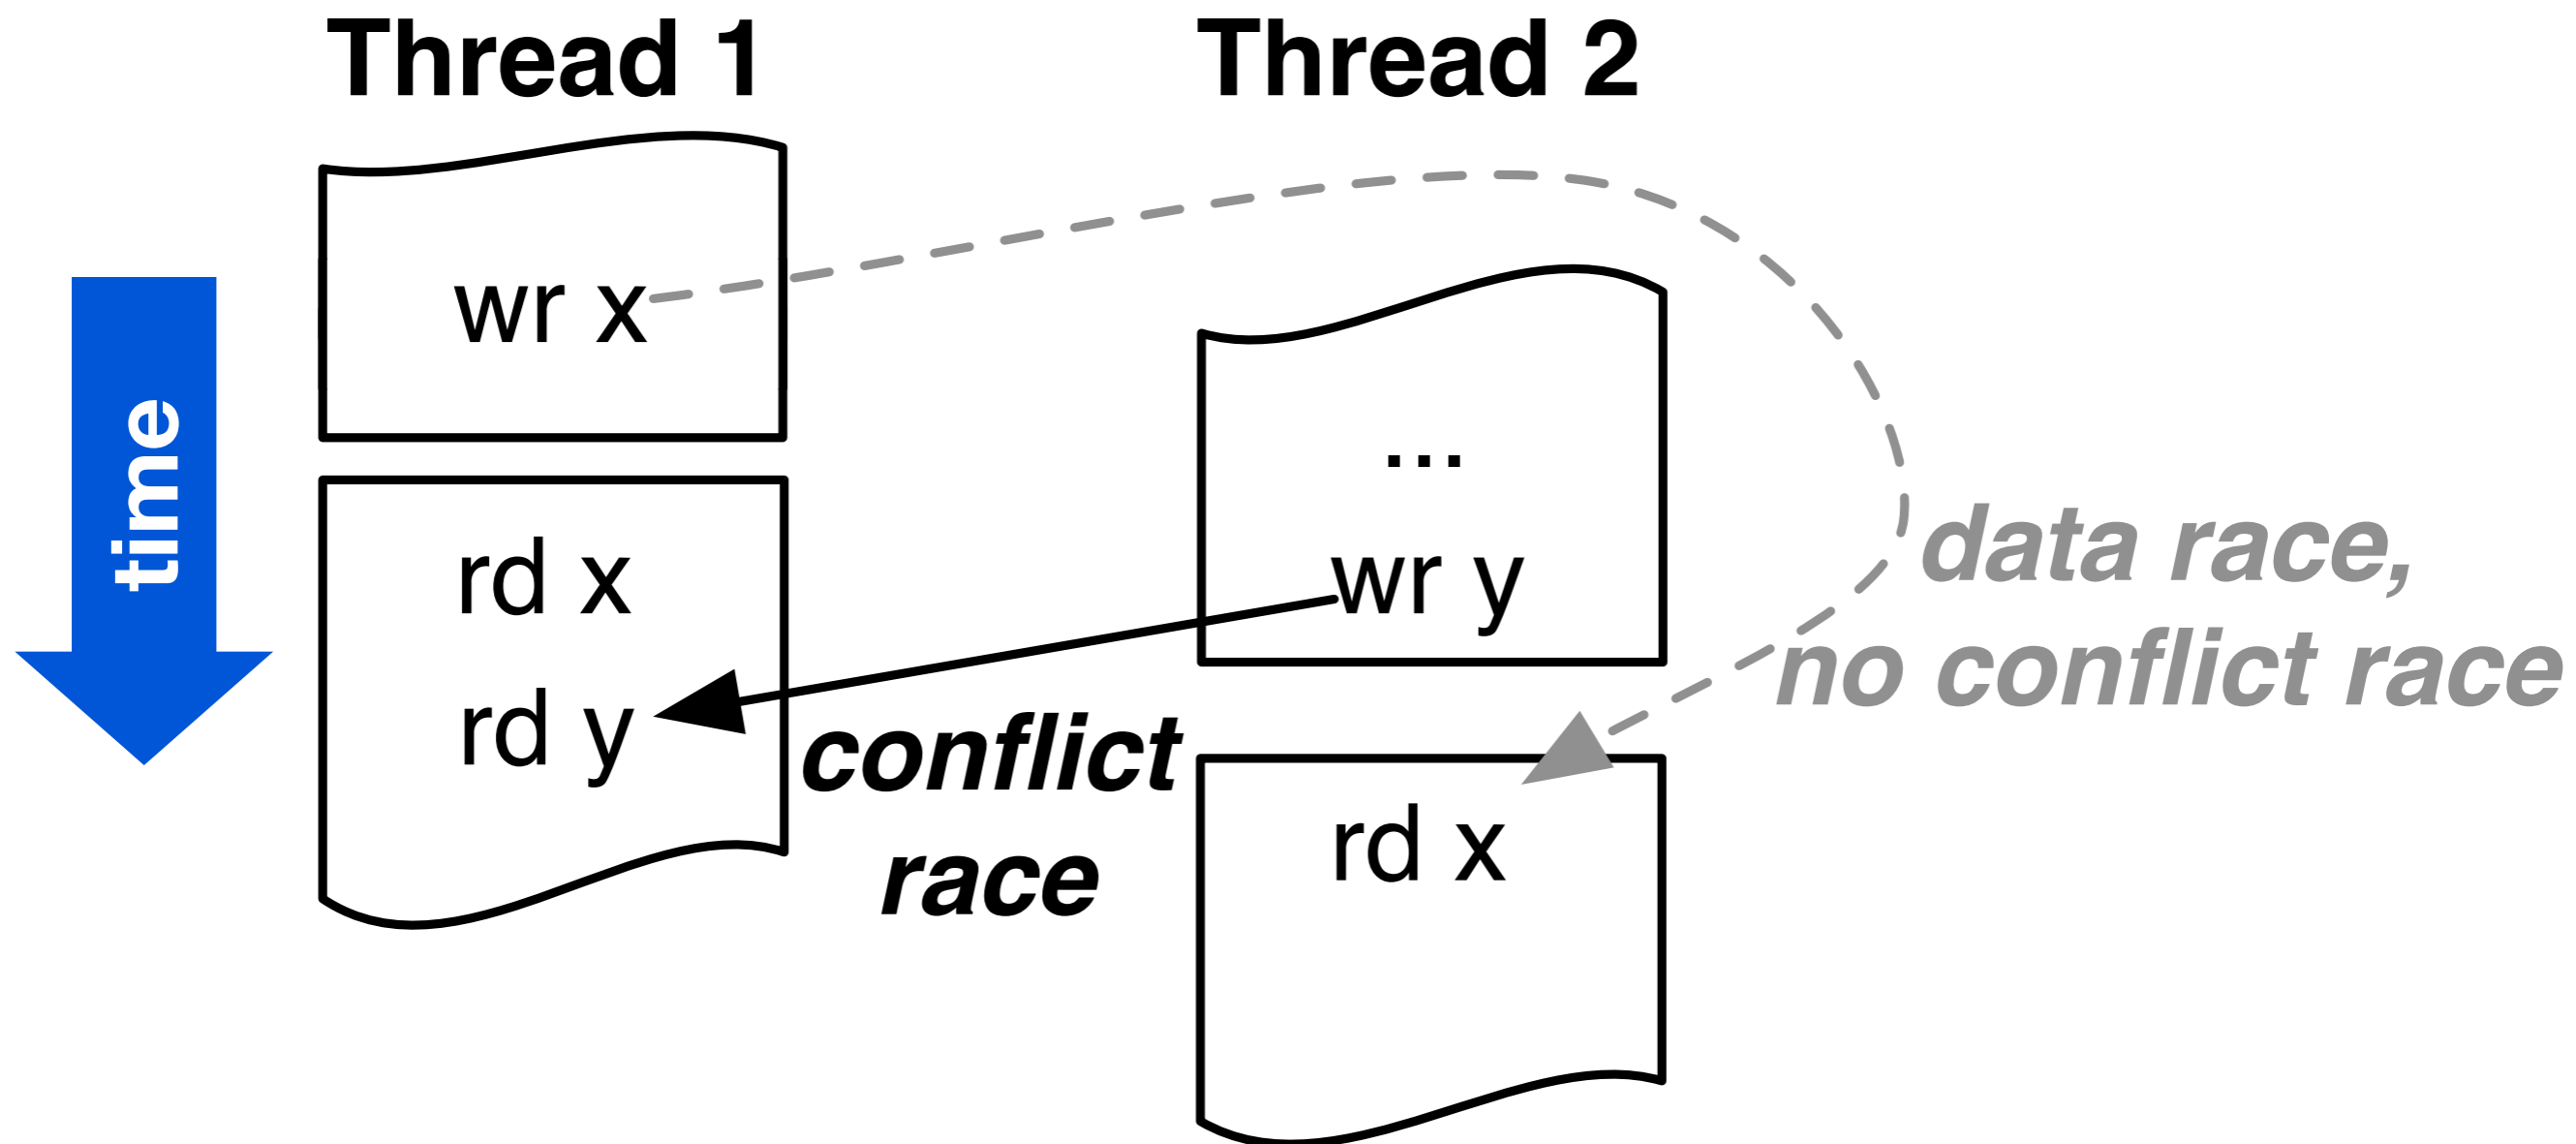 Thread 1
Thread 2
time
wr x
...
wr y
rd x
rd y
conflict
race
rd x
data race,
no conflict race